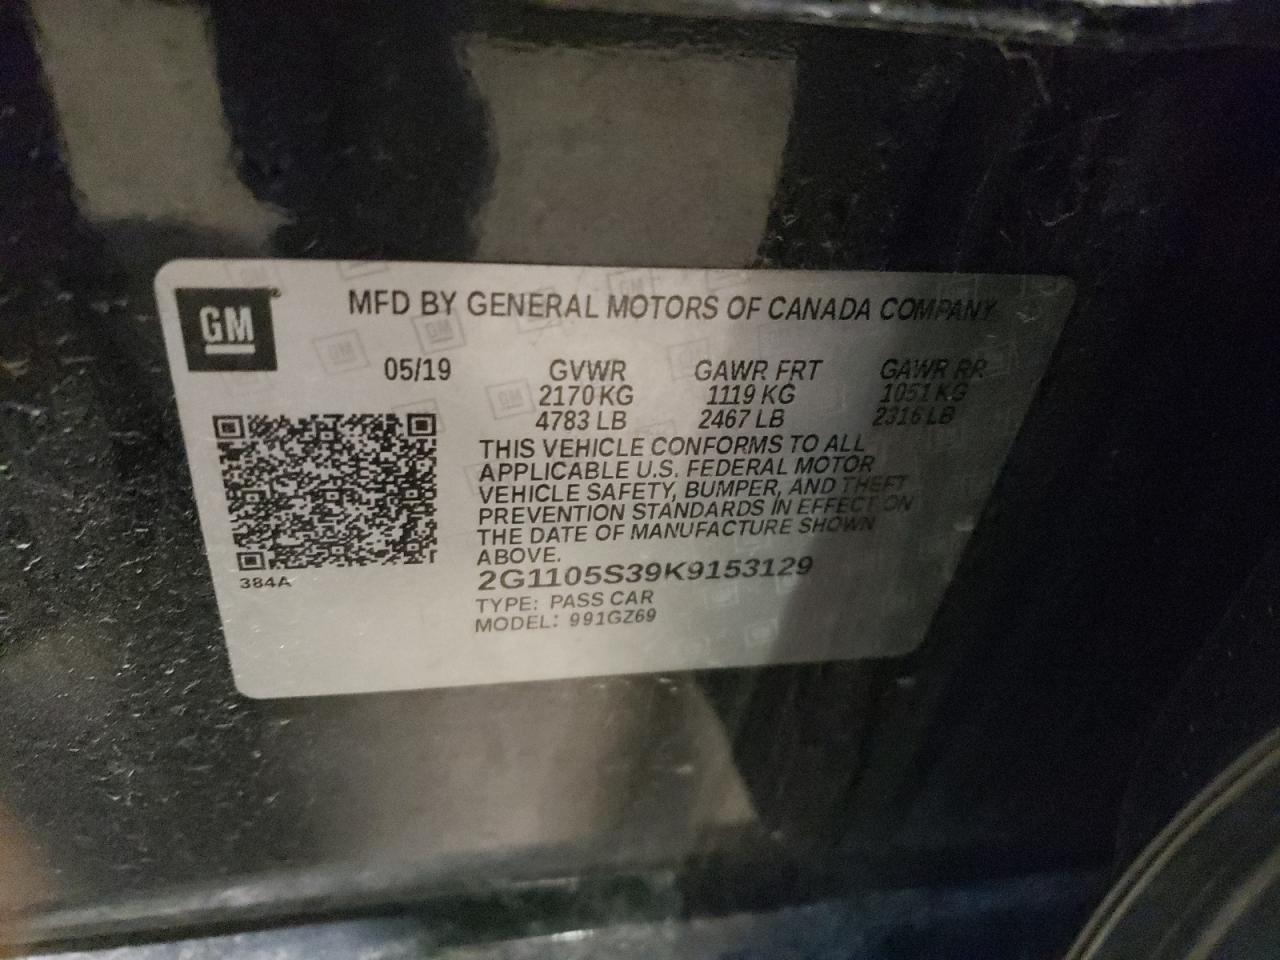 GM
MFD BY GENERAL MOTORS OF CANADA COMPANY
05/19 GVWR GAWR FRT GAWR RR
2170 KG 1119 KG 1051 KG
4783 LB 2467 LB 2316 LB
THIS VEHICLE CONFORMS TO ALL
APPLICABLE U.S. FEDERAL MOTOR
VEHICLE SAFETY, BUMPER, AND THEFT
PREVENTION STANDARDS IN EFFECT ON
THE DATE OF MANUFACTURE SHOWN
ABOVE.
384A
2G1105S39K9153129
TYPE: PASS CAR
MODEL: 991GZ69